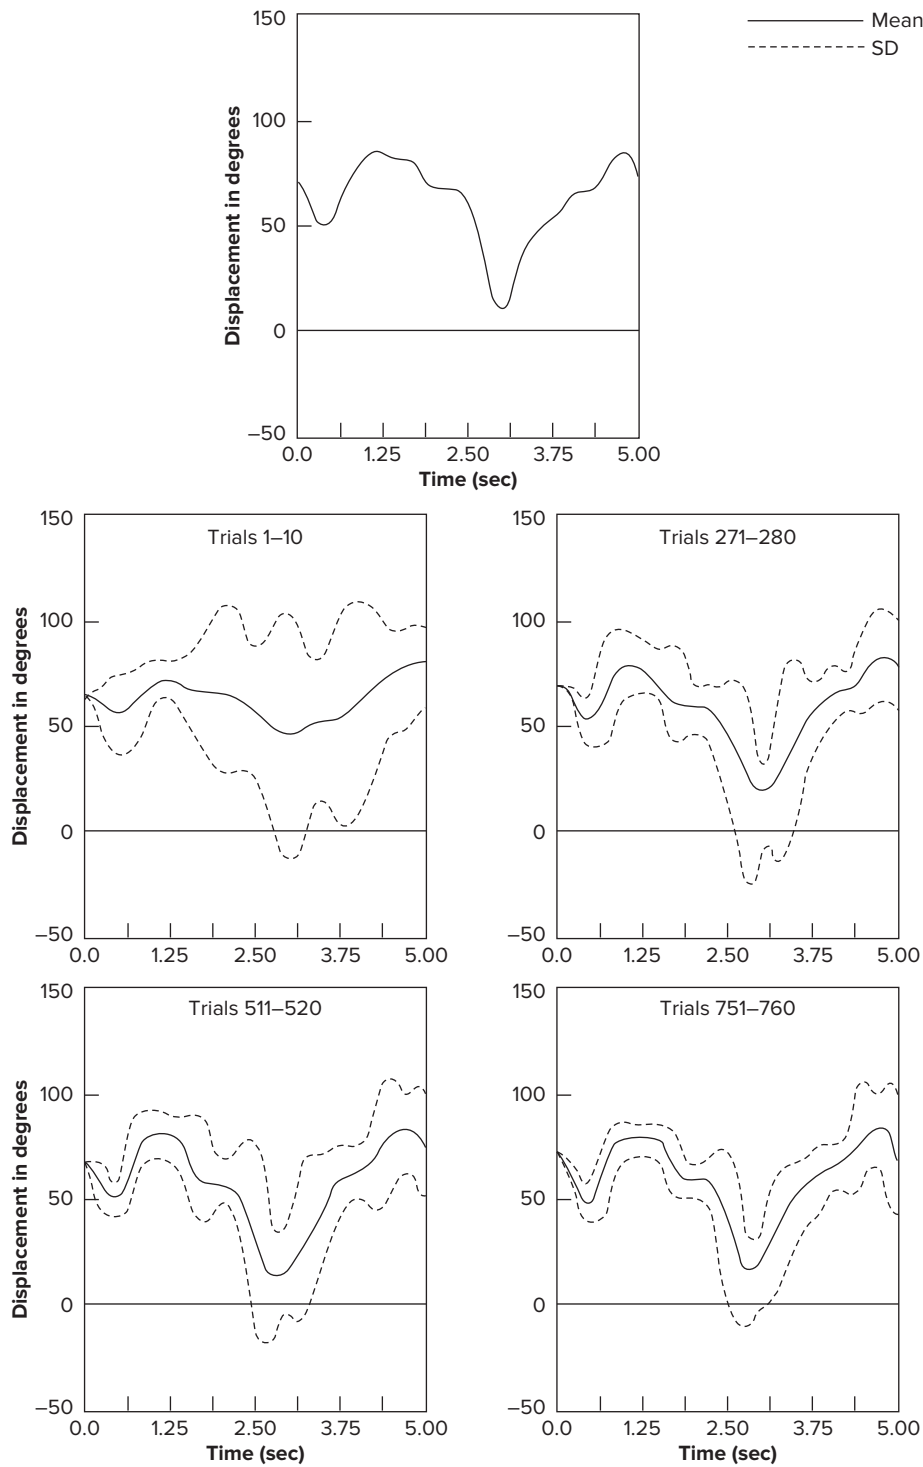 Mean
SD
150
100
50
0
–50
Displacement in degrees
0.0 1.25 2.50 3.75 5.00
Time (sec)
Trials 1–10
150
100
50
0
–50
Displacement in degrees
0.0 1.25 2.50 3.75 5.00
Trials 271–280
150
100
50
0
–50
0.0 1.25 2.50 3.75 5.00
Trials 511–520
150
100
50
0
–50
Displacement in degrees
0.0 1.25 2.50 3.75 5.00
Time (sec)
Trials 751–760
150
100
50
0
–50
0.0 1.25 2.50 3.75 5.00
Time (sec)